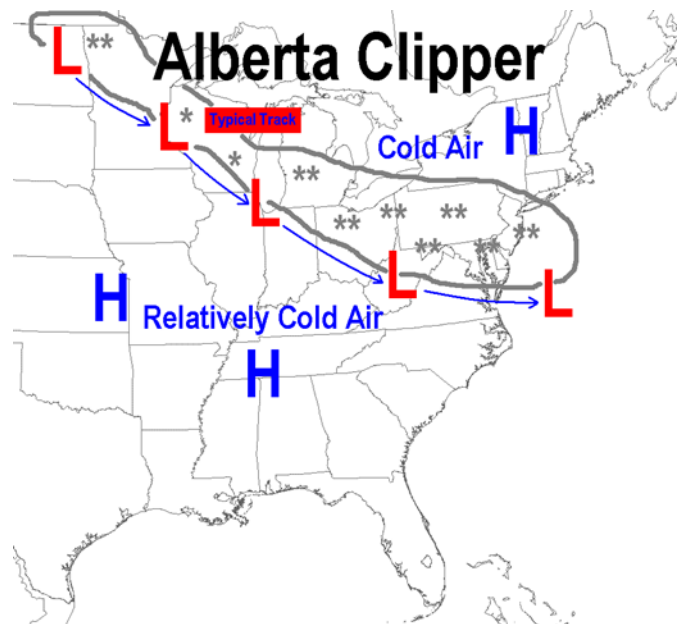 Alberta Clipper
L
**
L
*
Typical Track
H
Cold Air
*
**
L
**
**
**
**
**
**
L
L
H
Relatively Cold Air
H